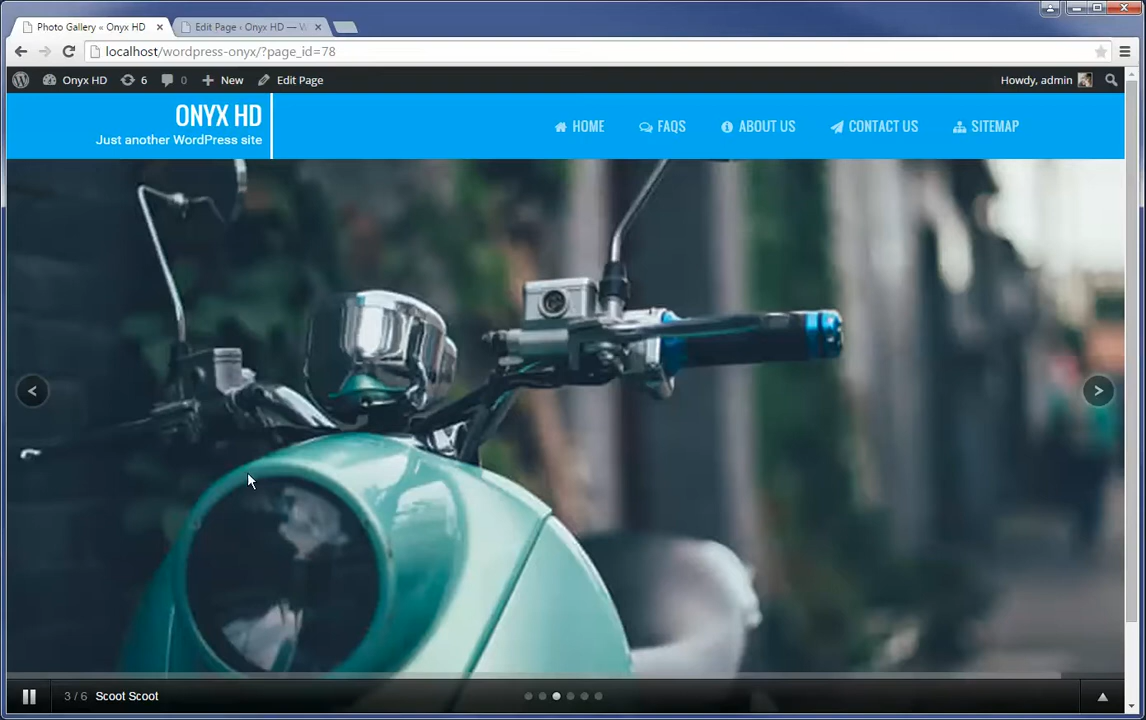 Photo Gallery « Onyx HD
Edit Page ‹ Onyx HD — W
localhost/wordpress-onyx/?page_id=78
Onyx HD 6 0 New Edit Page Howdy, admin
ONYX HD
Just another WordPress site
HOME FAQS ABOUT US CONTACT US SITEMAP
3 / 6 Scoot Scoot